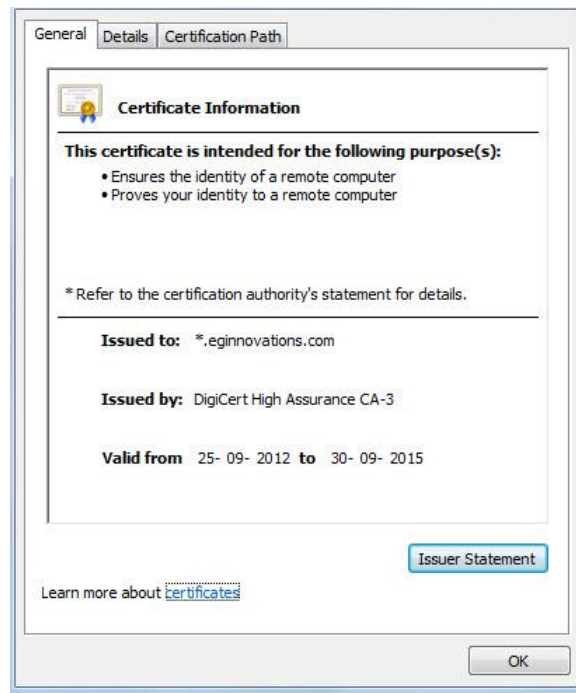 General Details Certification Path
Certificate Information
This certificate is intended for the following purpose(s):
• Ensures the identity of a remote computer
• Proves your identity to a remote computer
* Refer to the certification authority's statement for details.
Issued to: *.eginnovations.com
Issued by: DigiCert High Assurance CA-3
Valid from 25- 09- 2012 to 30- 09- 2015
Issuer Statement
Learn more about certificates
OK